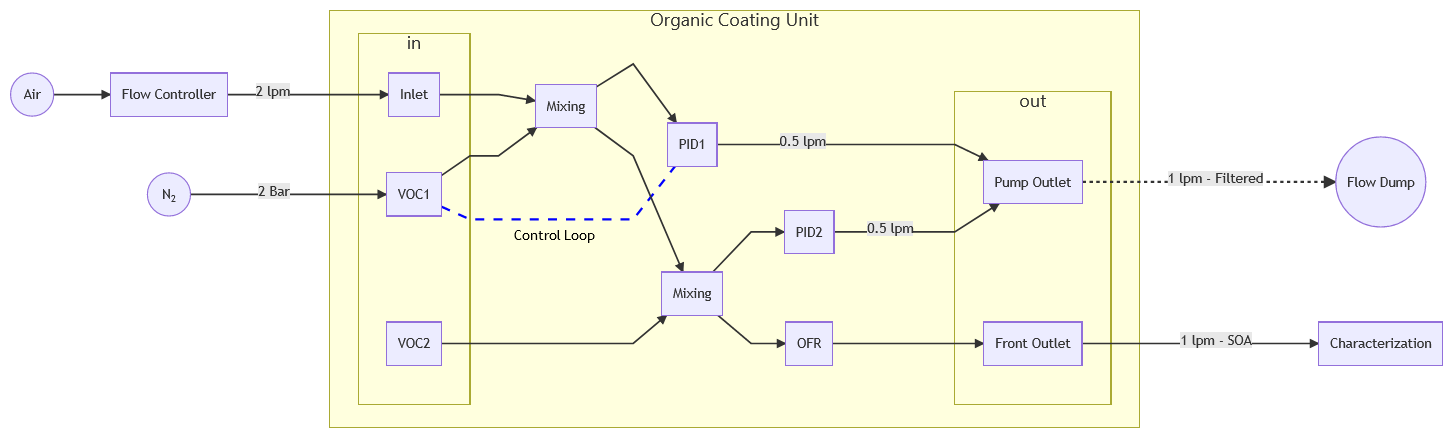 Organic Coating Unit
in
out
Air
Flow Controller
2 lpm
Inlet
Mixing
PID1
0.5 lpm
N₂
2 Bar
VOC1
Control Loop
Pump Outlet
1 lpm - Filtered
Flow Dump
PID2
0.5 lpm
Mixing
VOC2
OFR
Front Outlet
1 lpm - SOA
Characterization